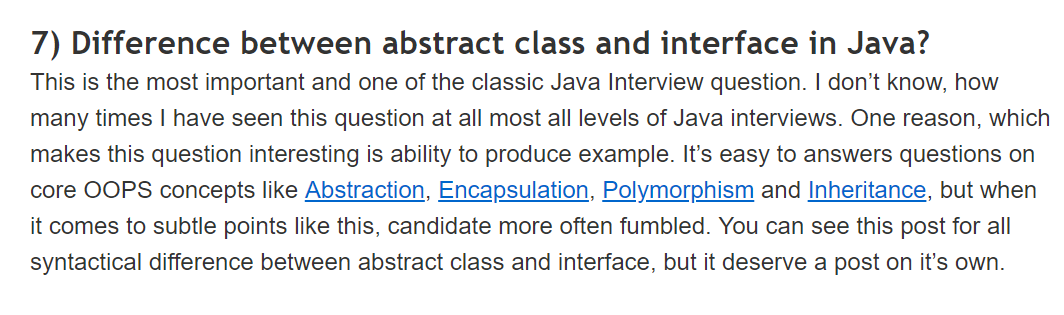 7) Difference between abstract class and interface in Java?
This is the most important and one of the classic Java Interview question. I don’t know, how
many times I have seen this question at all most all levels of Java interviews. One reason, which
makes this question interesting is ability to produce example. It’s easy to answers questions on
core OOPS concepts like Abstraction, Encapsulation, Polymorphism and Inheritance, but when
it comes to subtle points like this, candidate more often fumbled. You can see this post for all
syntactical difference between abstract class and interface, but it deserve a post on it’s own.